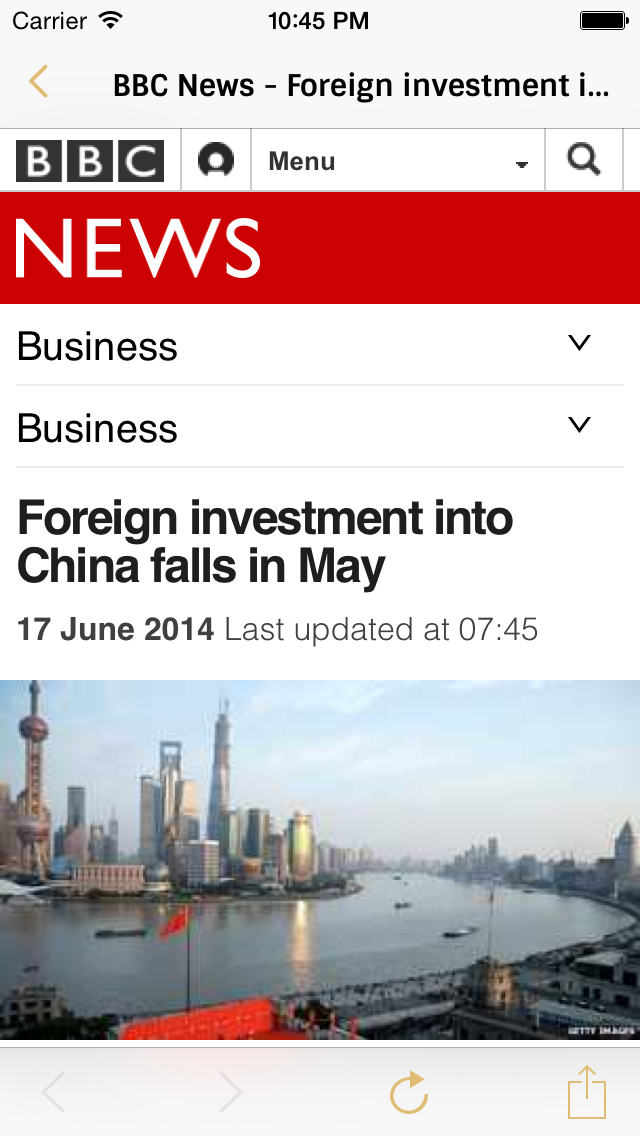 Carrier 10:45 PM
BBC News - Foreign investment i...
BBC Menu
NEWS
Business
Business
Foreign investment into
China falls in May
17 June 2014 Last updated at 07:45
GETTY IMAGES